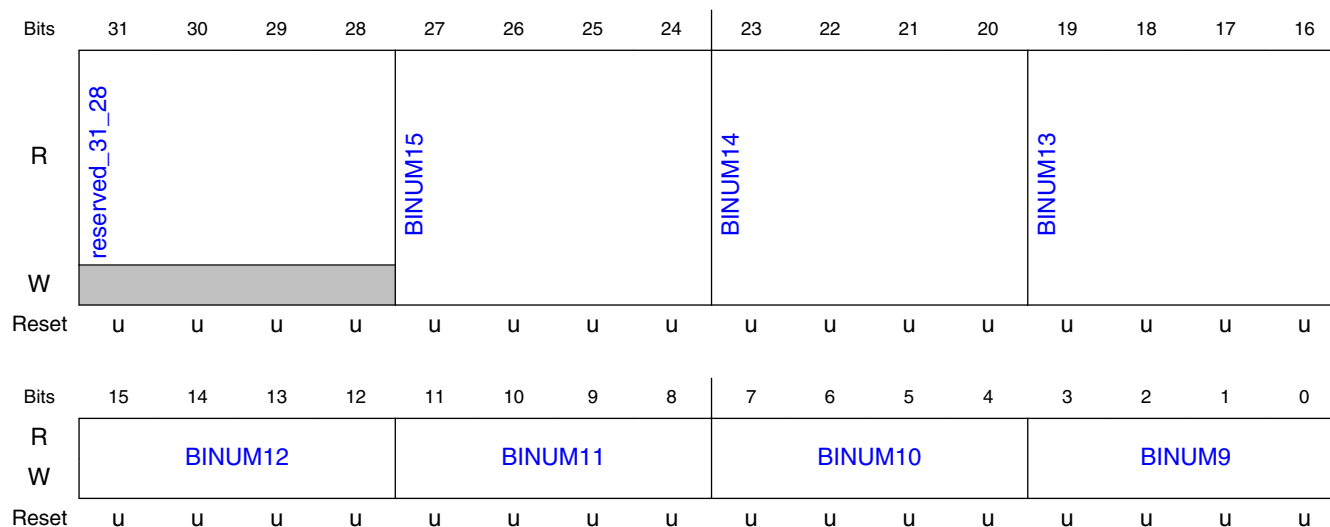 Bits 31 30 29 28 27 26 25 24 23 22 21 20 19 18 17 16
R reserved_31_28 BINUM15 BINUM14 BINUM13
W
Reset u u u u u u u u u u u u u u u u
Bits 15 14 13 12 11 10 9 8 7 6 5 4 3 2 1 0
R
BINUM12 BINUM11 BINUM10 BINUM9
W
Reset u u u u u u u u u u u u u u u u